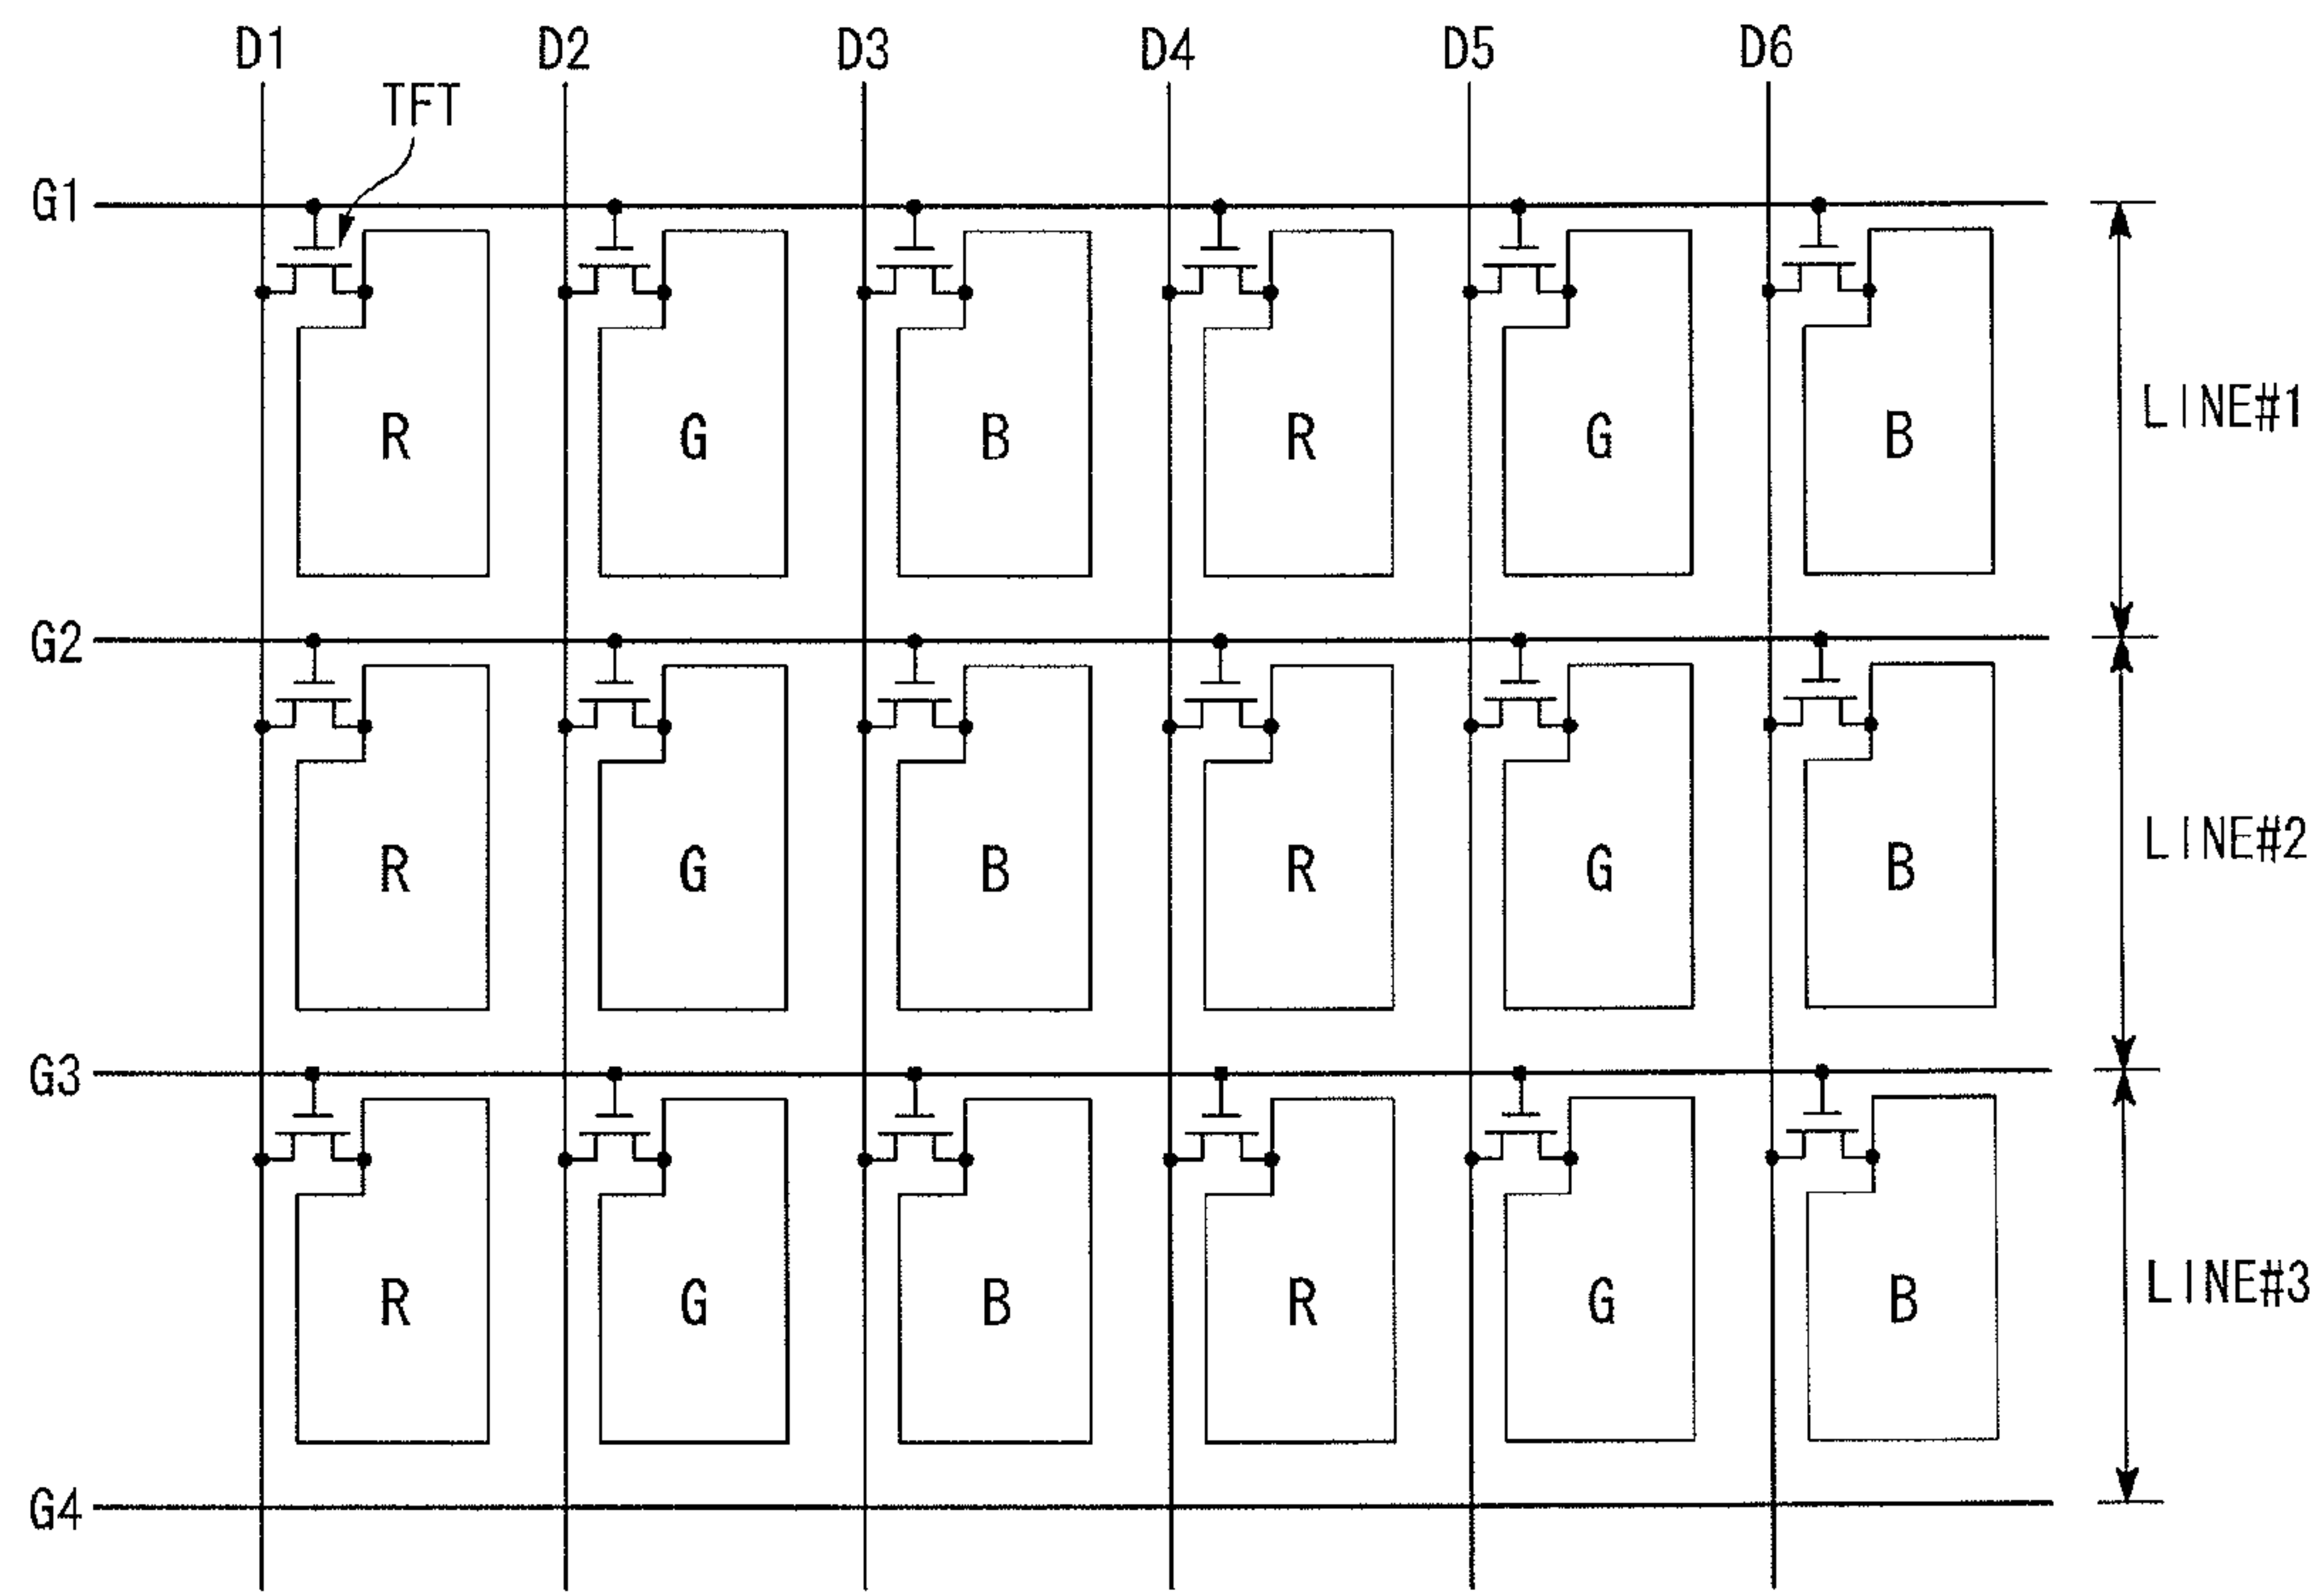 D1 D2 D3 D4 D5 D6
TFT
G1
R G B R G B LINE#1
G2
R G B R G B LINE#2
G3
R G B R G B LINE#3
G4